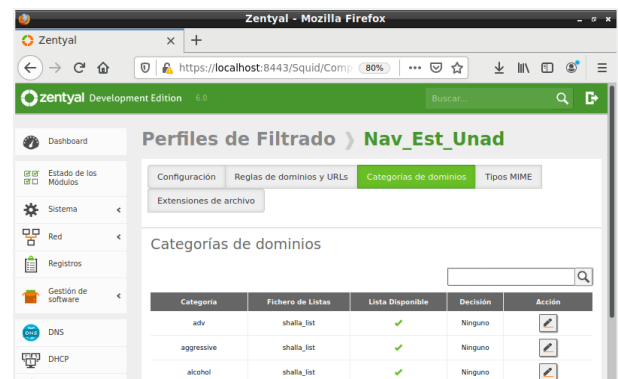 Zentyal - Mozilla Firefox
Zentyal
https://localhost:8443/Squid/Comp 80%
zentyal Development Edition 6.0 Buscar...
Dashboard
Estado de los
Módulos
Sistema
Red
Registros
Gestión de
software
DNS
DHCP
Perfiles de Filtrado Nav_Est_Unad
Configuración Reglas de dominios y URLs Categorías de dominios Tipos MIME
Extensiones de archivo
Categorías de dominios
Categoría Fichero de Listas Lista Disponible Decisión Acción
adv shalla_list Ninguno
aggressive shalla_list Ninguno
alcohol shalla_list Ninguno